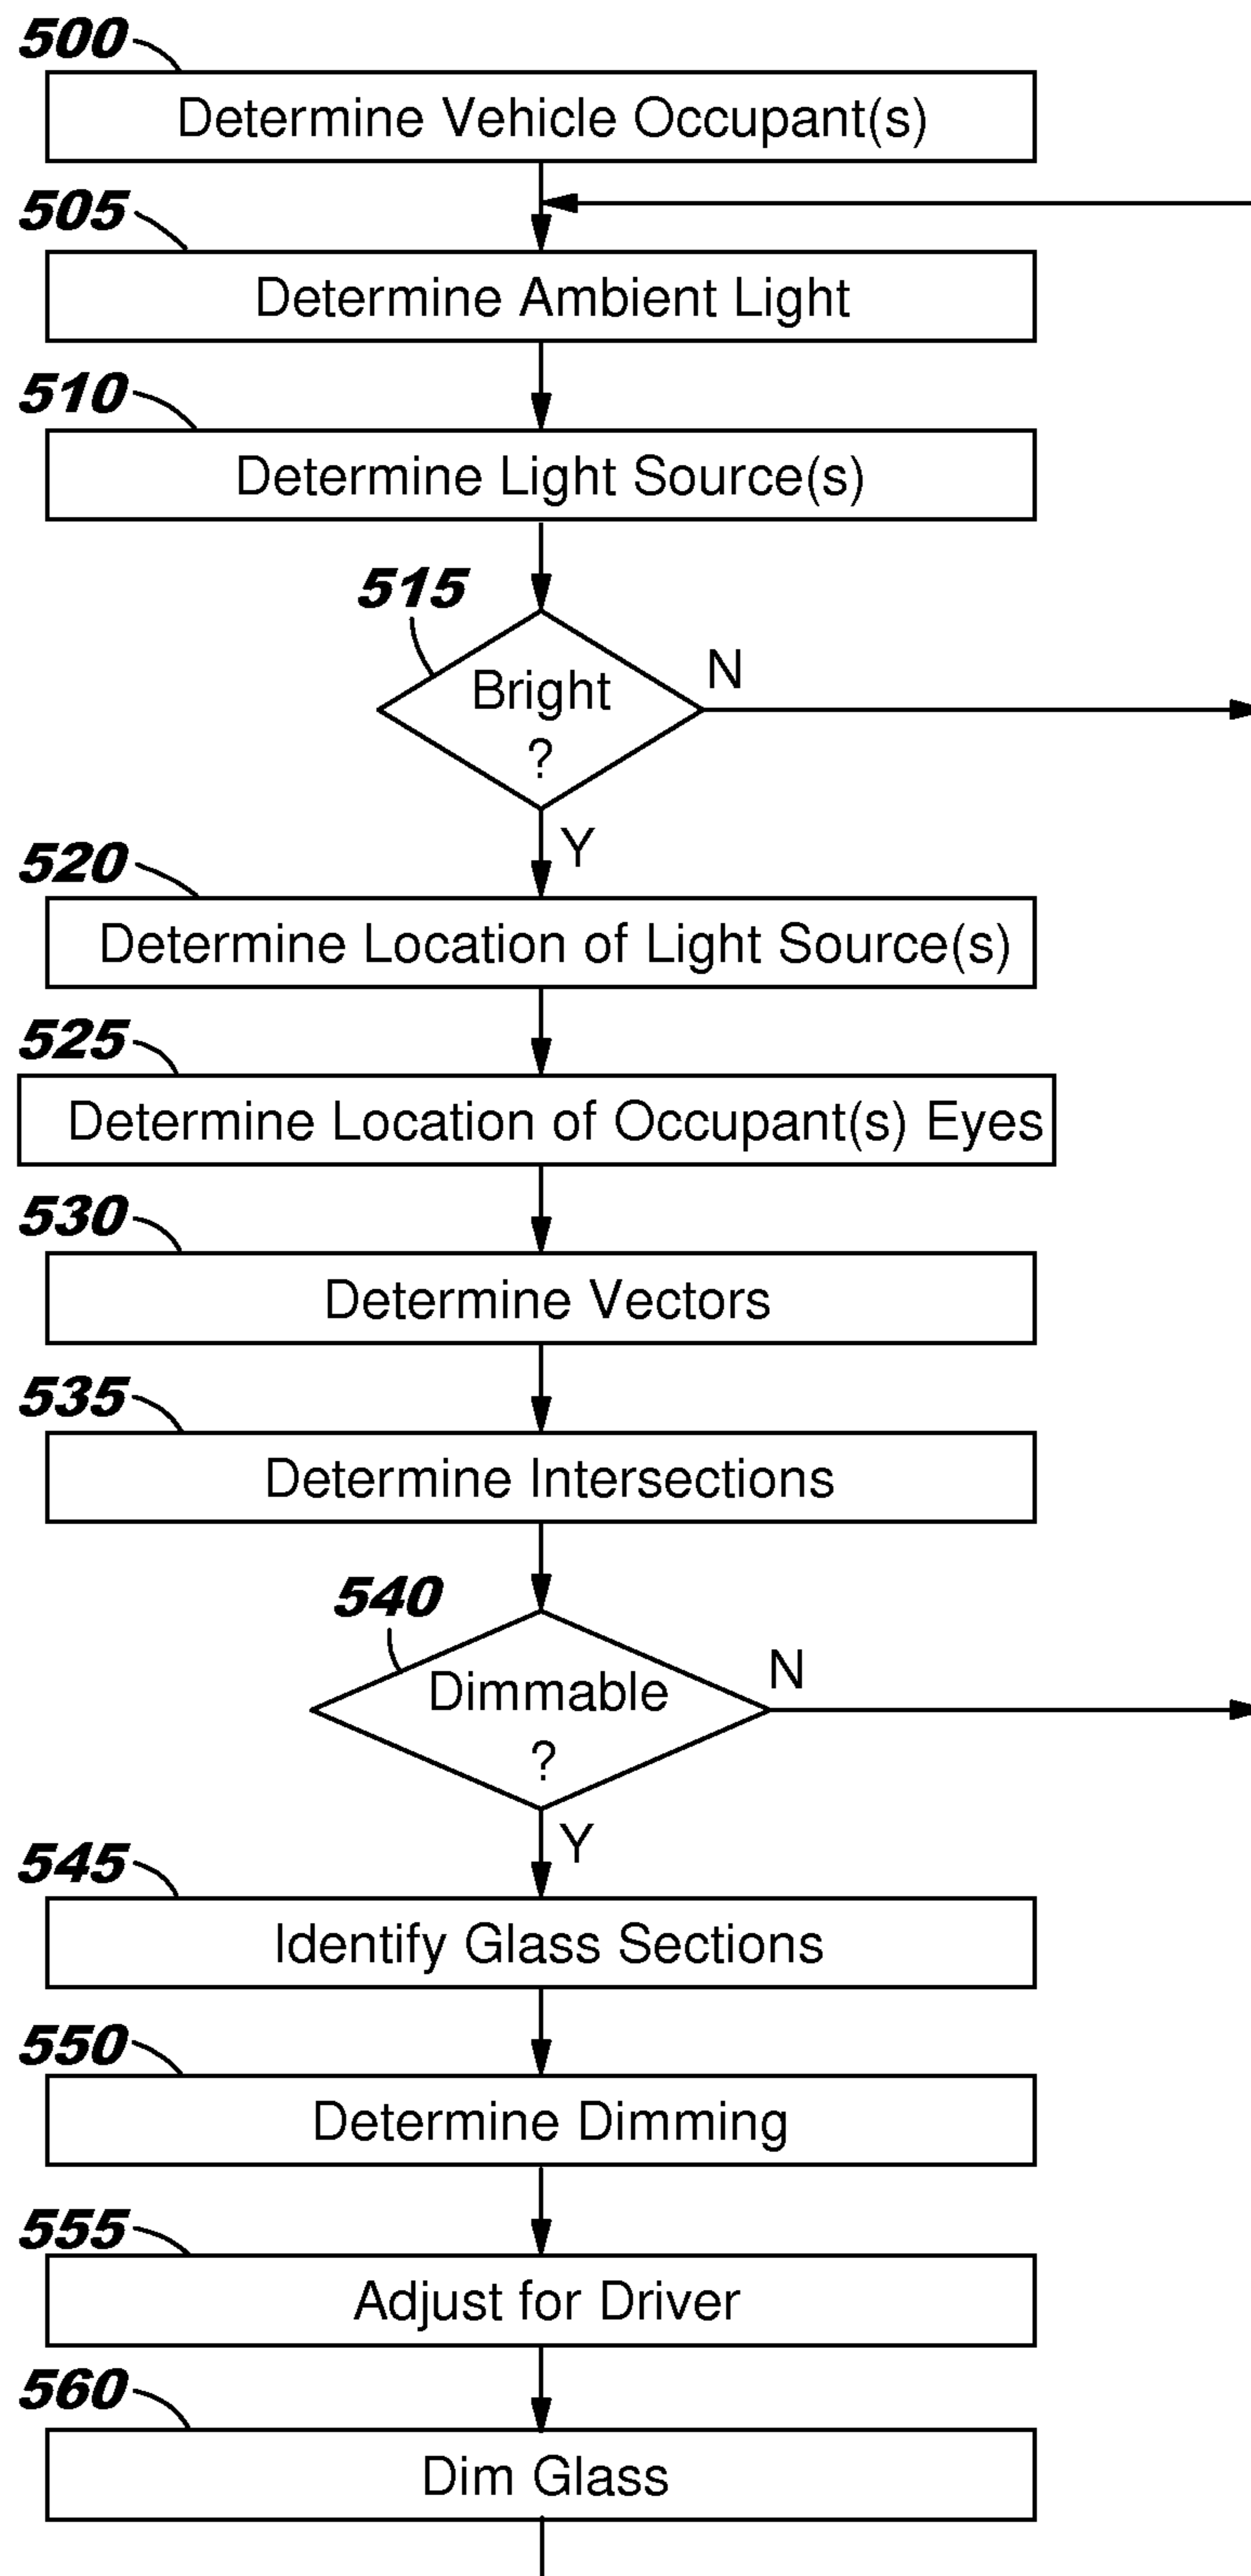 500
Determine Vehicle Occupant(s)
505
Determine Ambient Light
510
Determine Light Source(s)
515
Bright
?
N
Y
520
Determine Location of Light Source(s)
525
Determine Location of Occupant(s) Eyes
530
Determine Vectors
535
Determine Intersections
540
Dimmable
?
N
Y
545
Identify Glass Sections
550
Determine Dimming
555
Adjust for Driver
560
Dim Glass